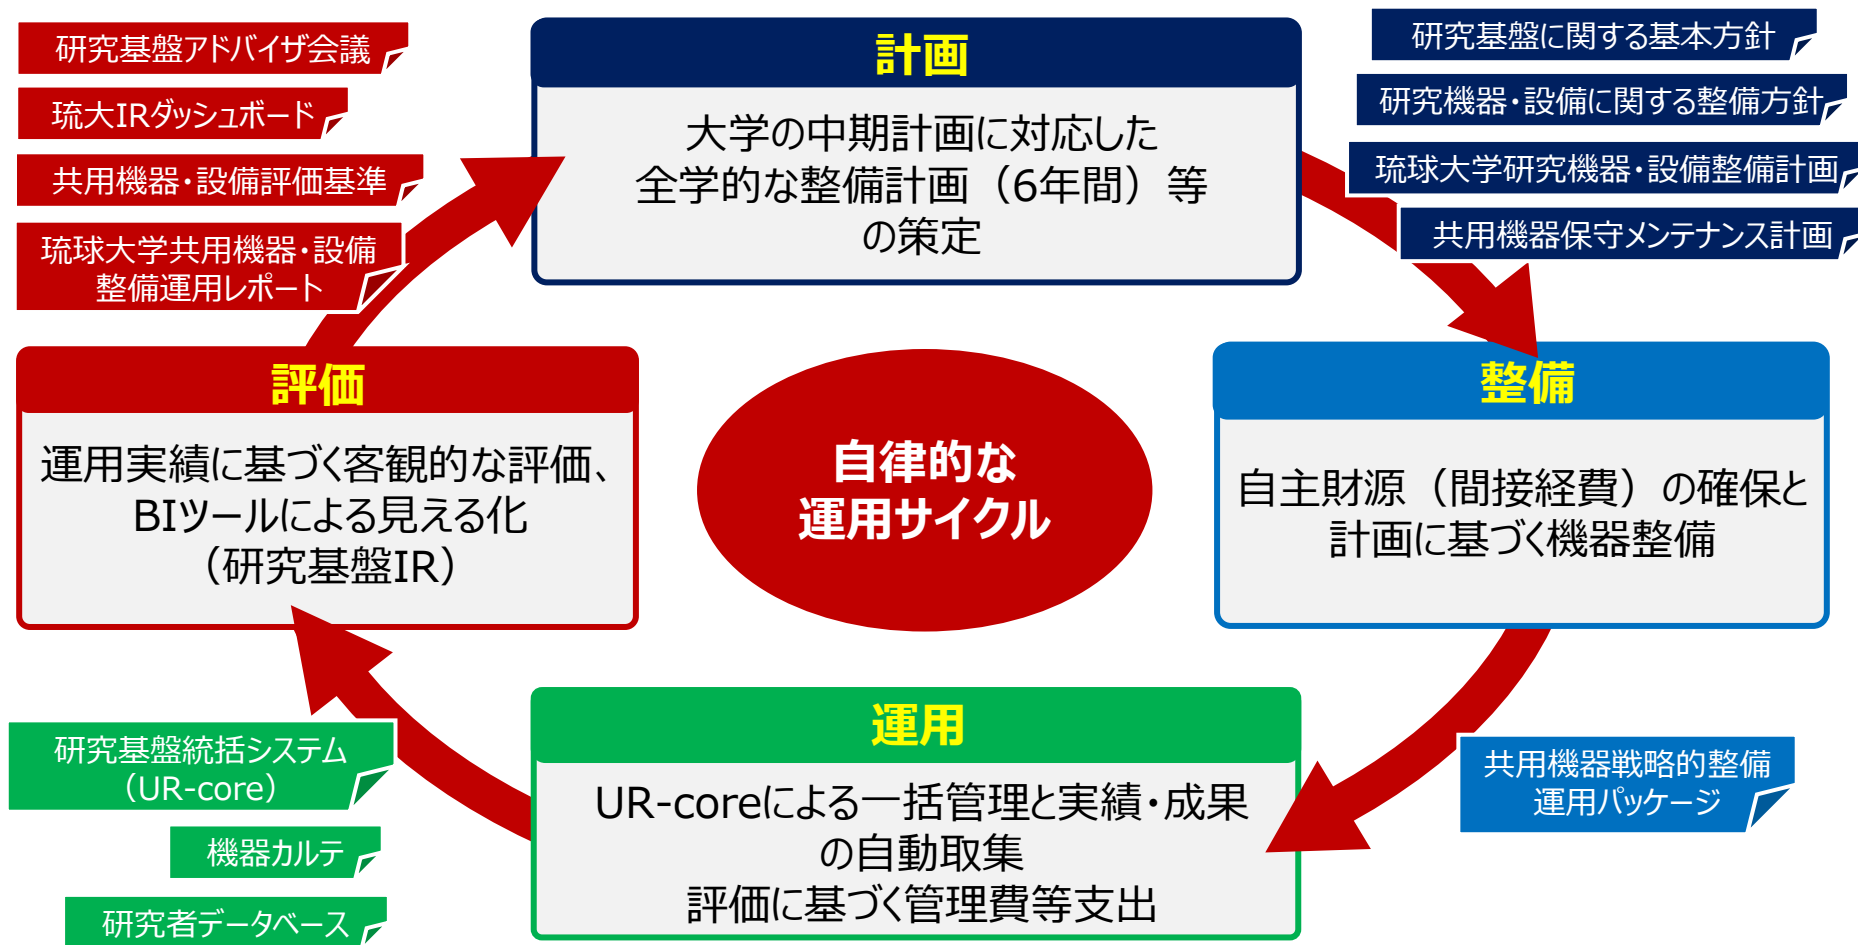 研究基盤アドバイザ会議
琉大IRダッシュボード
共用機器・設備評価基準
琉球大学共用機器・設備
整備運用レポート
計画
大学の中期計画に対応した
全学的な整備計画（6年間）等
の策定
研究基盤に関する基本方針
研究機器・設備に関する整備方針
琉球大学研究機器・設備整備計画
共用機器保守メンテナンス計画
評価
運用実績に基づく客観的な評価、
BIツールによる見える化
（研究基盤IR）
自律的な
運用サイクル
整備
自主財源（間接経費）の確保と
計画に基づく機器整備
研究基盤統括システム
（UR-core）
機器カルテ
研究者データベース
運用
UR-coreによる一括管理と実績・成果
の自動取集
評価に基づく管理費等支出
共用機器戦略的整備
運用パッケージ